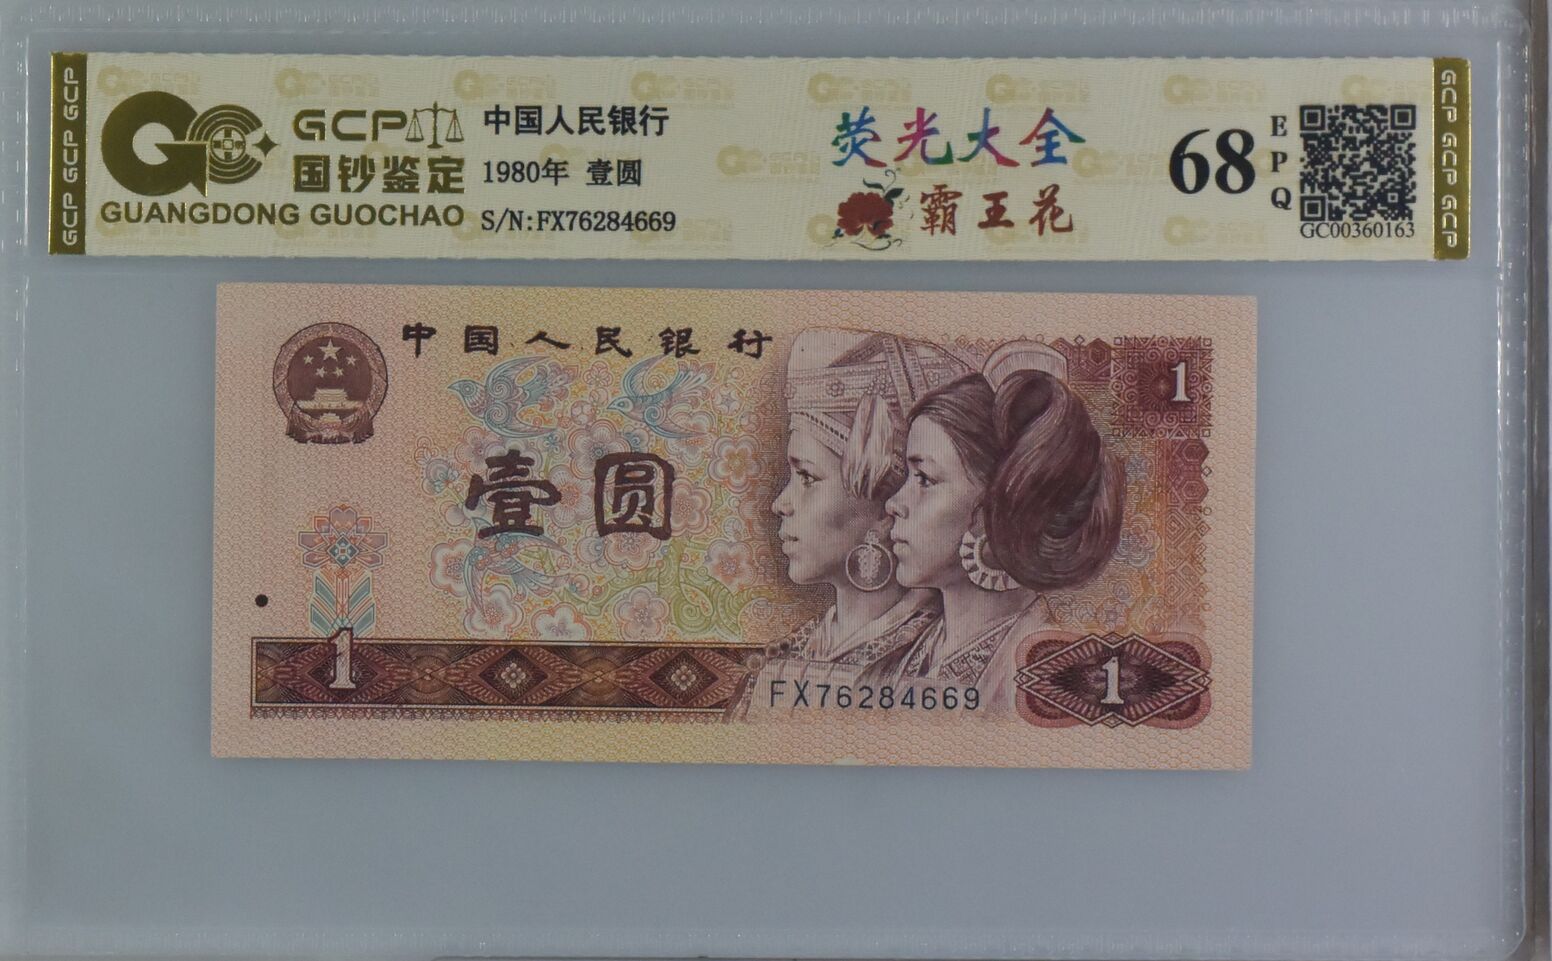 GCP GCP GCP
GCP
国钞鉴定
GUANGDONG GUOCHAO
中国人民银行
1980年 壹圆
S/N:FX76284669
荧光大全
霸王花
68
EPQ
GC00360163
GCP GCP GCP
中国人民银行
1
壹圆
1
FX76284669
1